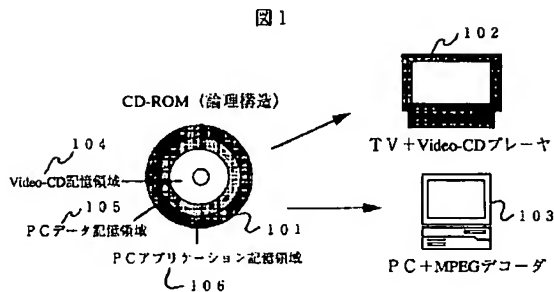 図1
102
CD-ROM（論理構造）
104
TV+Video-CDプレーヤ
Video-CD記憶領域
105
PCデータ記憶領域
101
103
PCアプリケーション記憶領域
PC+MPEGデコーダ
106